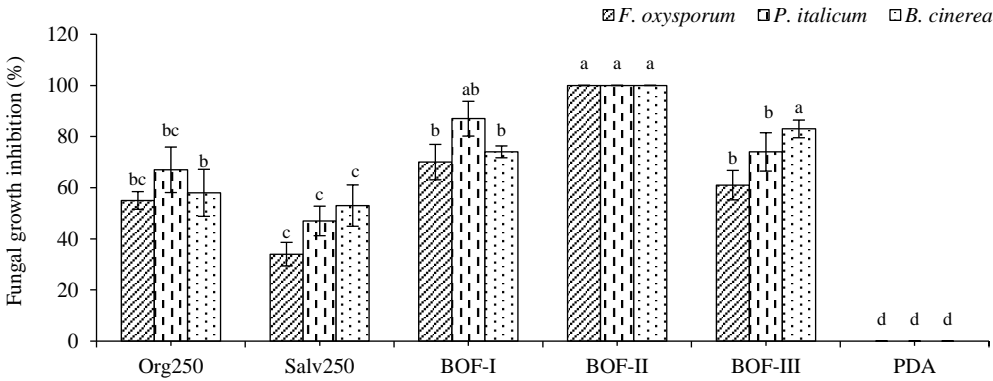 F. oxysporum P. italicum B. cinerea
Fungal growth inhibition (%)
120
100
80
60
40
20
0
bc bc b
c c c
b ab b
a a a
b b a
d d d
Org250 Salv250 BOF-I BOF-II BOF-III PDA